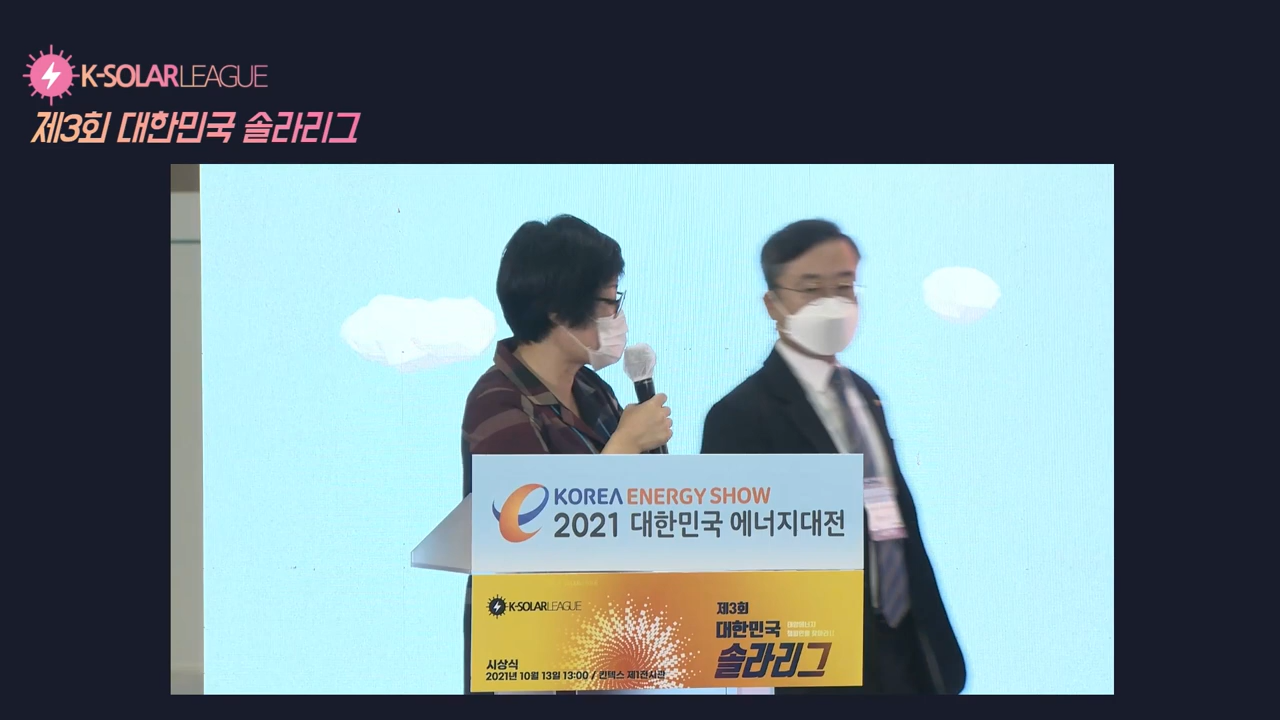 K-SOLARLEAGUE
제3회 대한민국 솔라리그
KOREA ENERGY SHOW
2021 대한민국 에너지대전
K-SOLARLEAGUE
제3회
대한민국
솔라리그
시상식
2021년 10월 13일 13:00 / 킨텍스 제1전시관